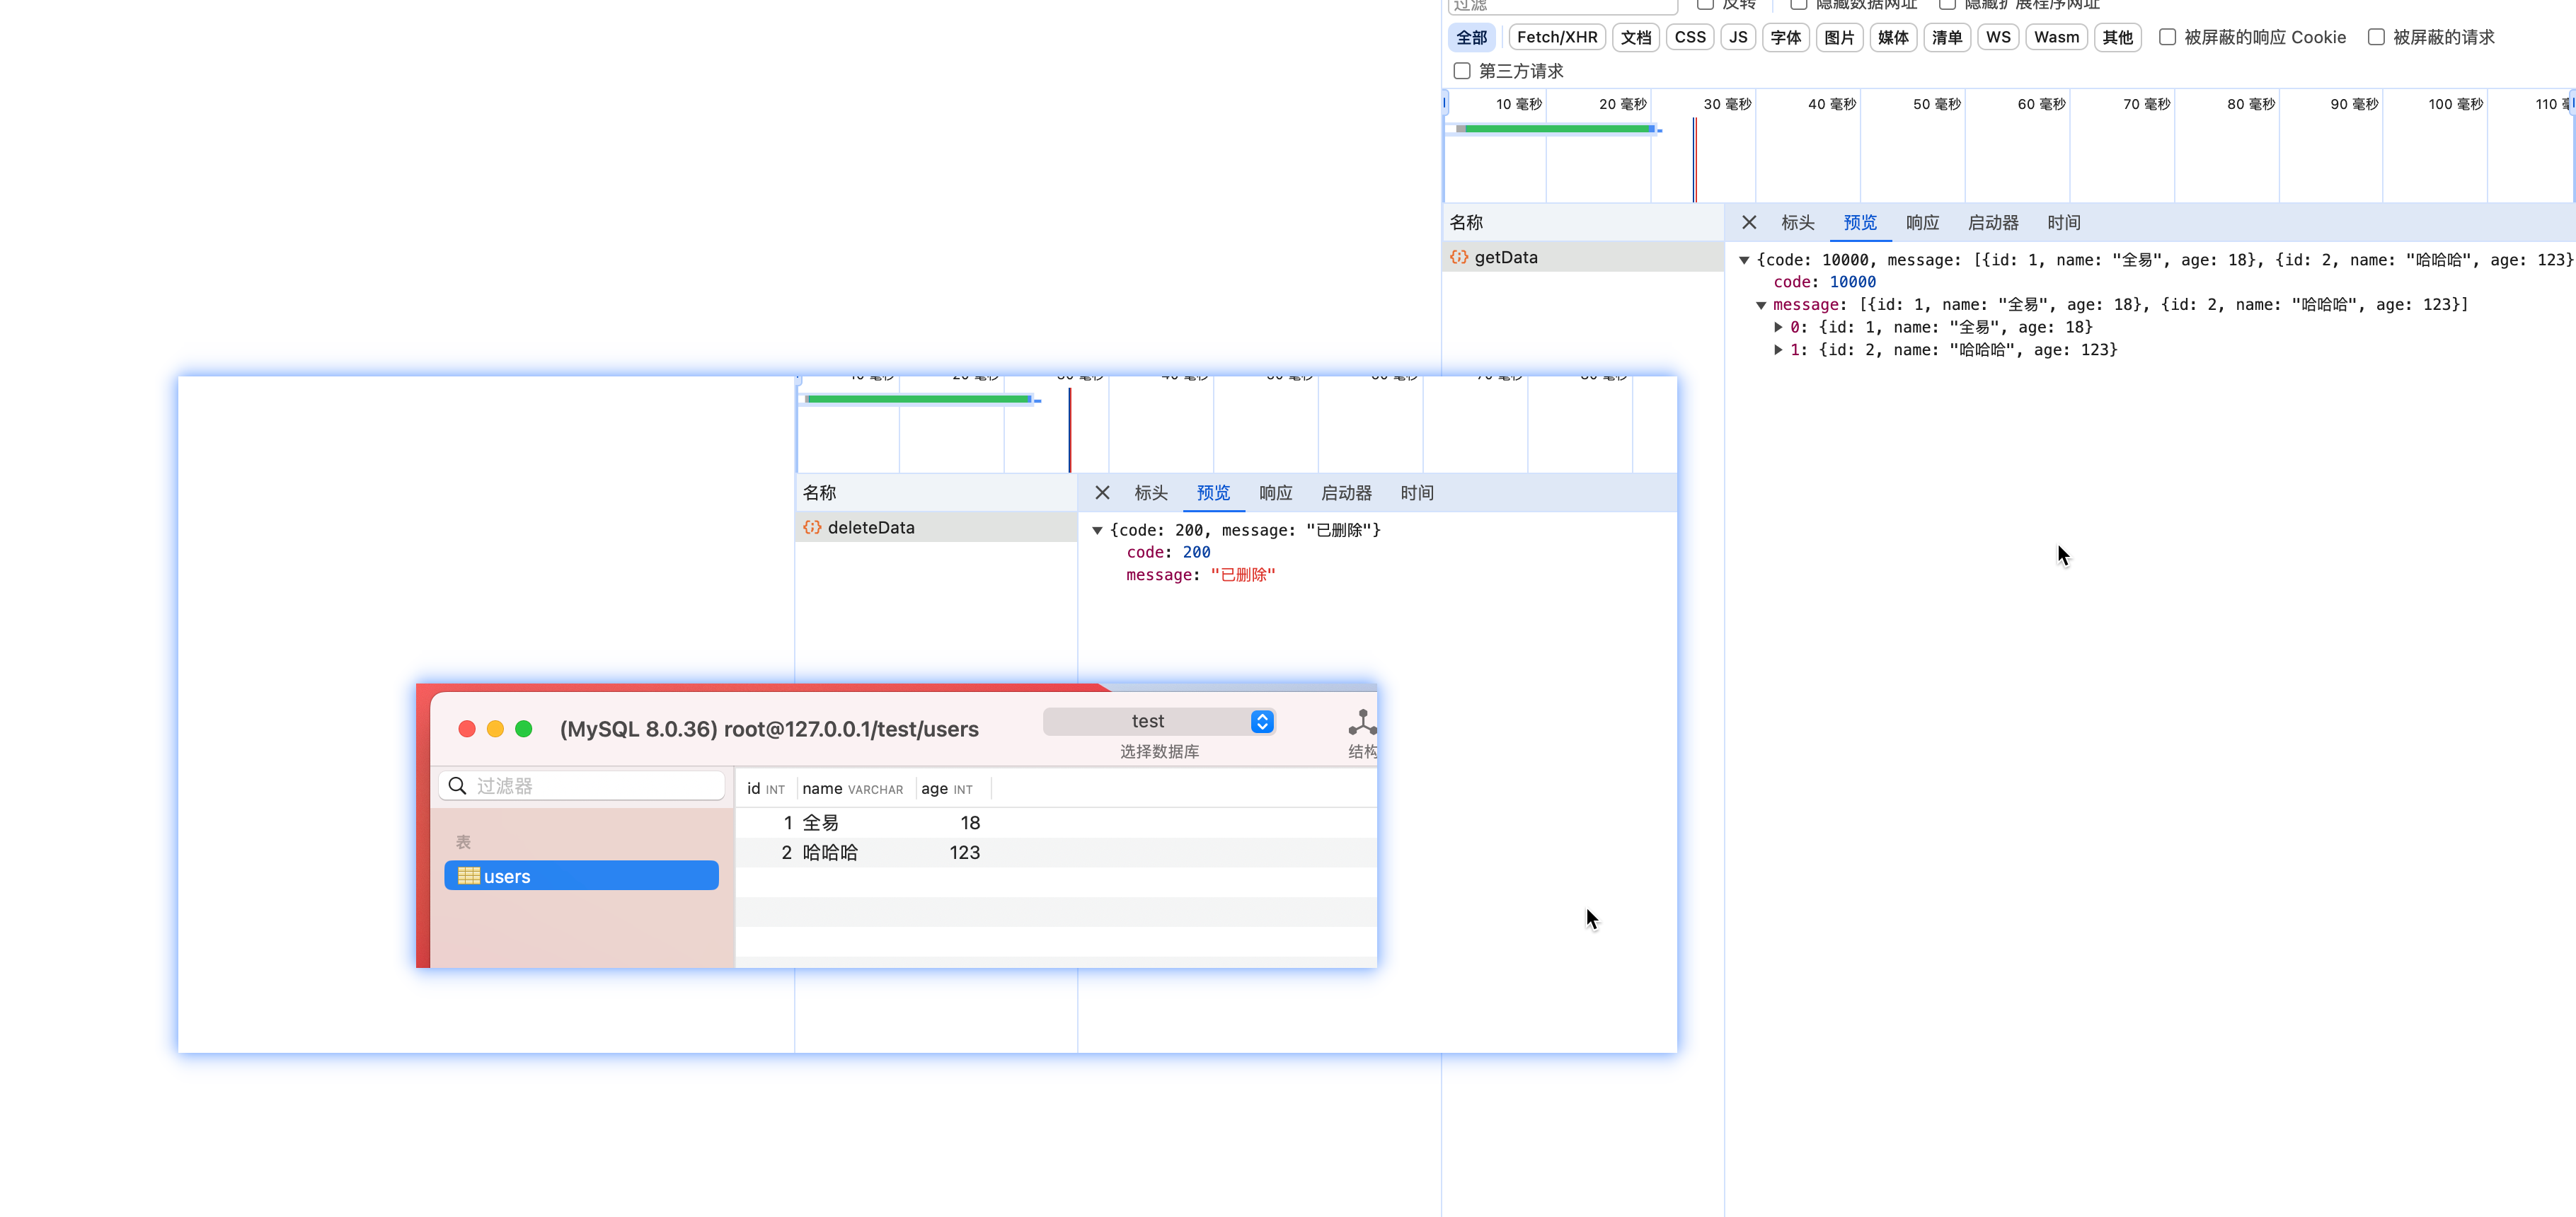 过滤 反转 隐藏数据网址 隐藏扩展程序网址
全部 Fetch/XHR 文档 CSS JS 字体 图片 媒体 清单 WS Wasm 其他 被屏蔽的响应 Cookie 被屏蔽的请求
第三方请求
10 毫秒 20 毫秒 30 毫秒 40 毫秒 50 毫秒 60 毫秒 70 毫秒 80 毫秒 90 毫秒 100 毫秒 110
名称
getData
标头 预览 响应 启动器 时间
{code: 10000, message: [{id: 1, name: "全易", age: 18}, {id: 2, name: "哈哈哈", age: 123}
code: 10000
message: [{id: 1, name: "全易", age: 18}, {id: 2, name: "哈哈哈", age: 123}]
0: {id: 1, name: "全易", age: 18}
1: {id: 2, name: "哈哈哈", age: 123}
名称
deleteData
标头 预览 响应 启动器 时间
{code: 200, message: "已删除"}
code: 200
message: "已删除"
(MySQL 8.0.36) root@127.0.0.1/test/users
test
选择数据库
结构
过滤器
表
users
id INT name VARCHAR age INT
1 全易 18
2 哈哈哈 123